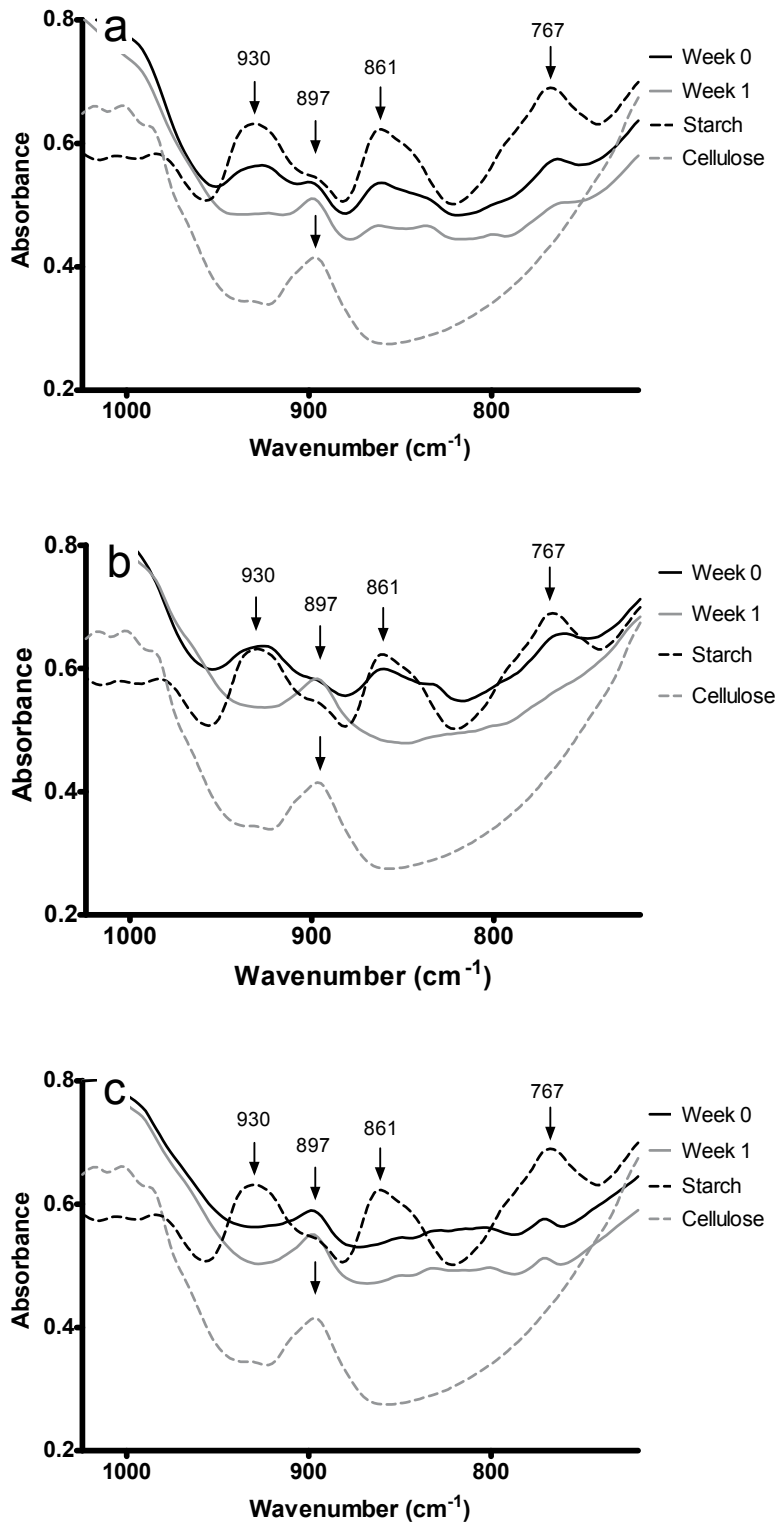 a
0.8
0.6
0.4
0.2
Absorbance
930
897
861
767
Week 0
Week 1
Starch
Cellulose
1000
900
800
Wavenumber (cm⁻¹)
b
0.8
0.6
0.4
0.2
Absorbance
930
897
861
767
Week 0
Week 1
Starch
Cellulose
1000
900
800
Wavenumber (cm⁻¹)
c
0.8
0.6
0.4
0.2
Absorbance
930
897
861
767
Week 0
Week 1
Starch
Cellulose
1000
900
800
Wavenumber (cm⁻¹)